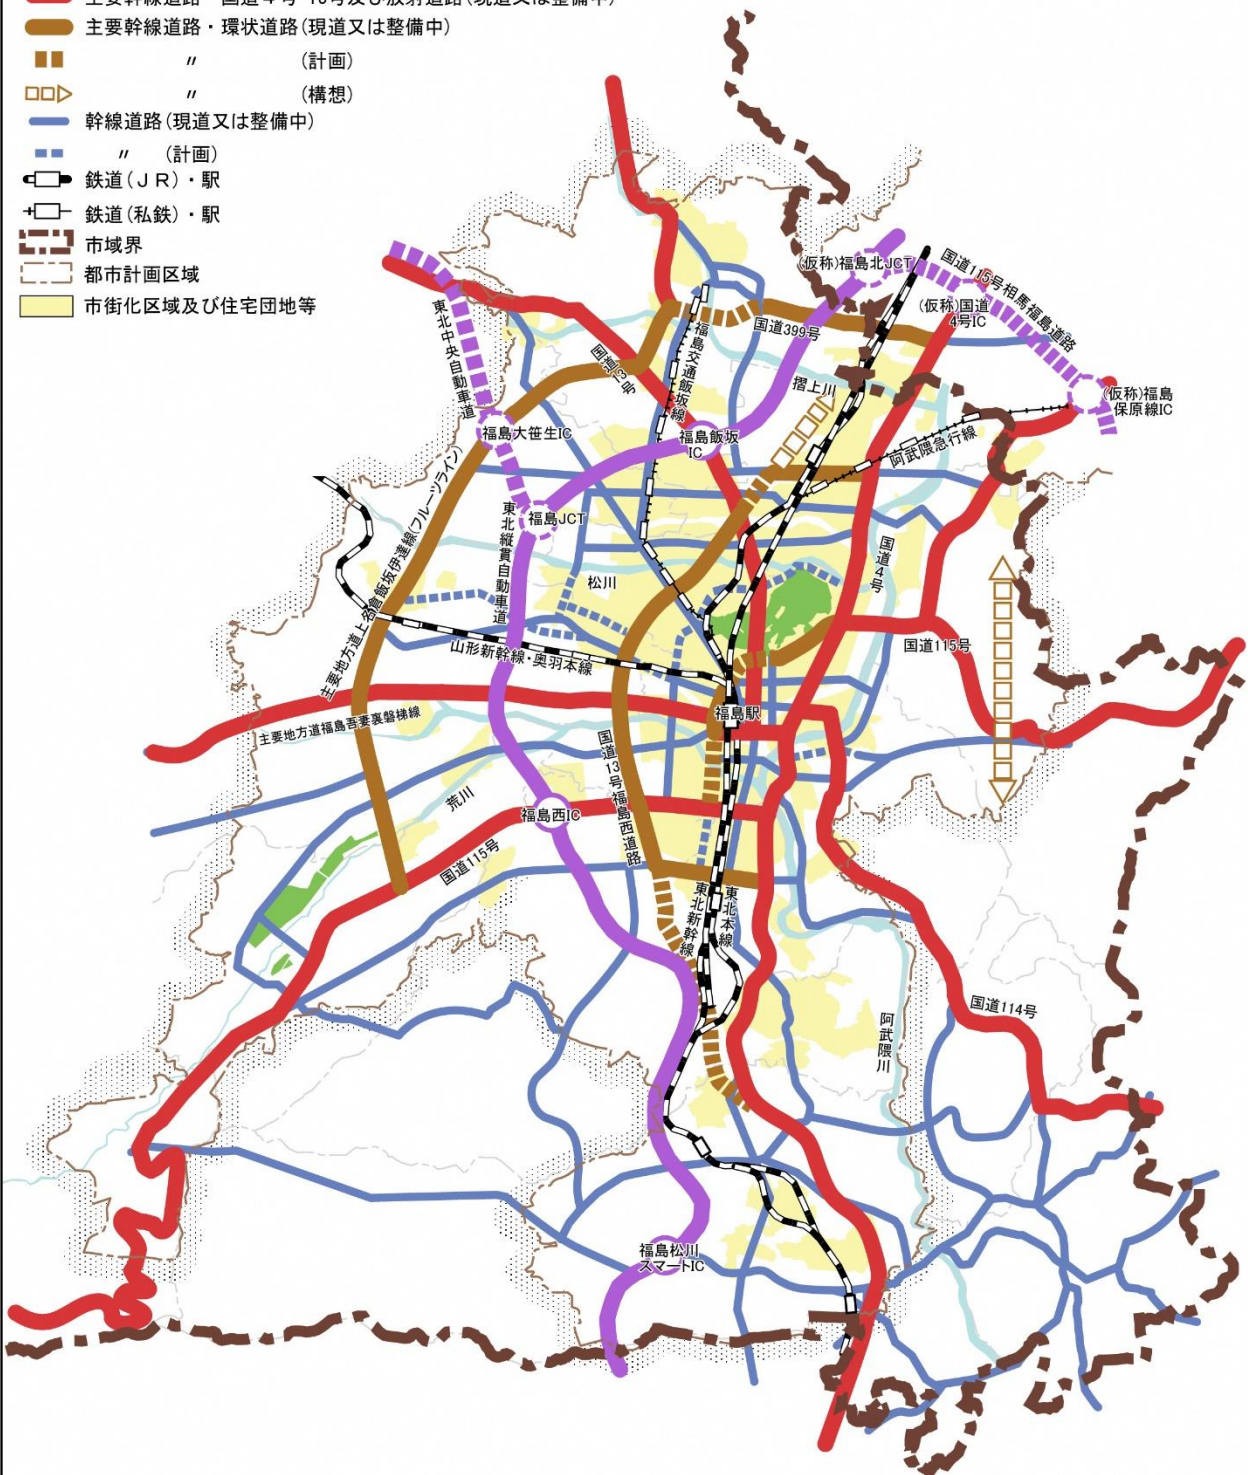 主要幹線道路・環状道路(現道又は整備中)
〃 (計画)
〃 (構想)
幹線道路(現道又は整備中)
〃 (計画)
鉄道(JR)・駅
鉄道(私鉄)・駅
市域界
都市計画区域
市街化区域及び住宅団地等
(仮称)福島北JCT
国道115号相馬福島道路
(仮称)国道
4号IC
東北中央自動車道
国道13号
福島交通飯坂線
国道399号
摺上川
(仮称)福島
保原線IC
福島大笹生IC
福島飯坂
IC
阿武隈急行線
主要地方道上名倉飯坂伊達線(フルーツライン)
東北縦貫自動車道
福島JCT
国道4号
松川
山形新幹線・奥羽本線
国道115号
福島駅
主要地方道福島吾妻裏磐梯線
国道13号福島西道路
荒川
福島西IC
国道115号
東北新幹線
東北本線
国道114号
阿武隈川
福島松川
スマートIC